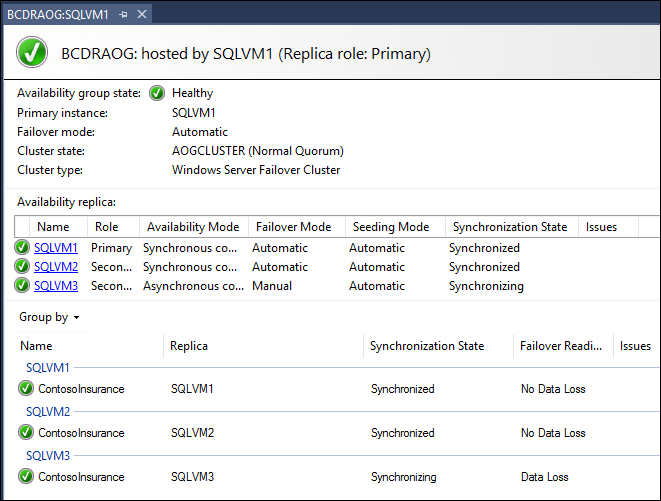 BCDRAOG:SQLVM1
BCDRAOG: hosted by SQLVM1 (Replica role: Primary)
Availability group state: Healthy
Primary instance: SQLVM1
Failover mode: Automatic
Cluster state: AOGCLUSTER (Normal Quorum)
Cluster type: Windows Server Failover Cluster
Availability replica:
Name Role Availability Mode Failover Mode Seeding Mode Synchronization State Issues
SQLVM1 Primary Synchronous co... Automatic Automatic Synchronized
SQLVM2 Secon... Synchronous co... Automatic Automatic Synchronized
SQLVM3 Secon... Asynchronous co... Manual Automatic Synchronizing
Group by
Name Replica Synchronization State Failover Readi... Issues
SQLVM1
ContosoInsurance SQLVM1 Synchronized No Data Loss
SQLVM2
ContosoInsurance SQLVM2 Synchronized No Data Loss
SQLVM3
ContosoInsurance SQLVM3 Synchronizing Data Loss